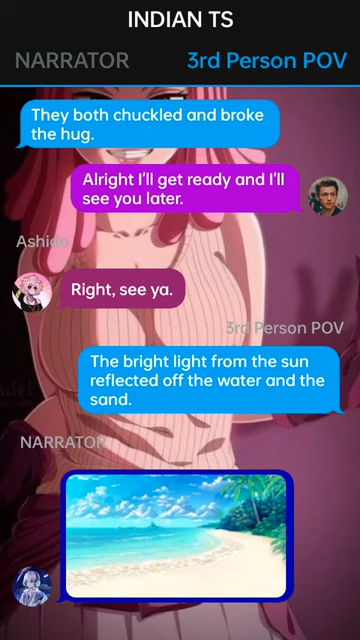 INDIAN TS
NARRATOR
3rd Person POV
They both chuckled and broke
the hug.
Alright I'll get ready and I'll
see you later.
Ashido
Right, see ya.
3rd Person POV
The bright light from the sun
reflected off the water and the
sand.
NARRATOR